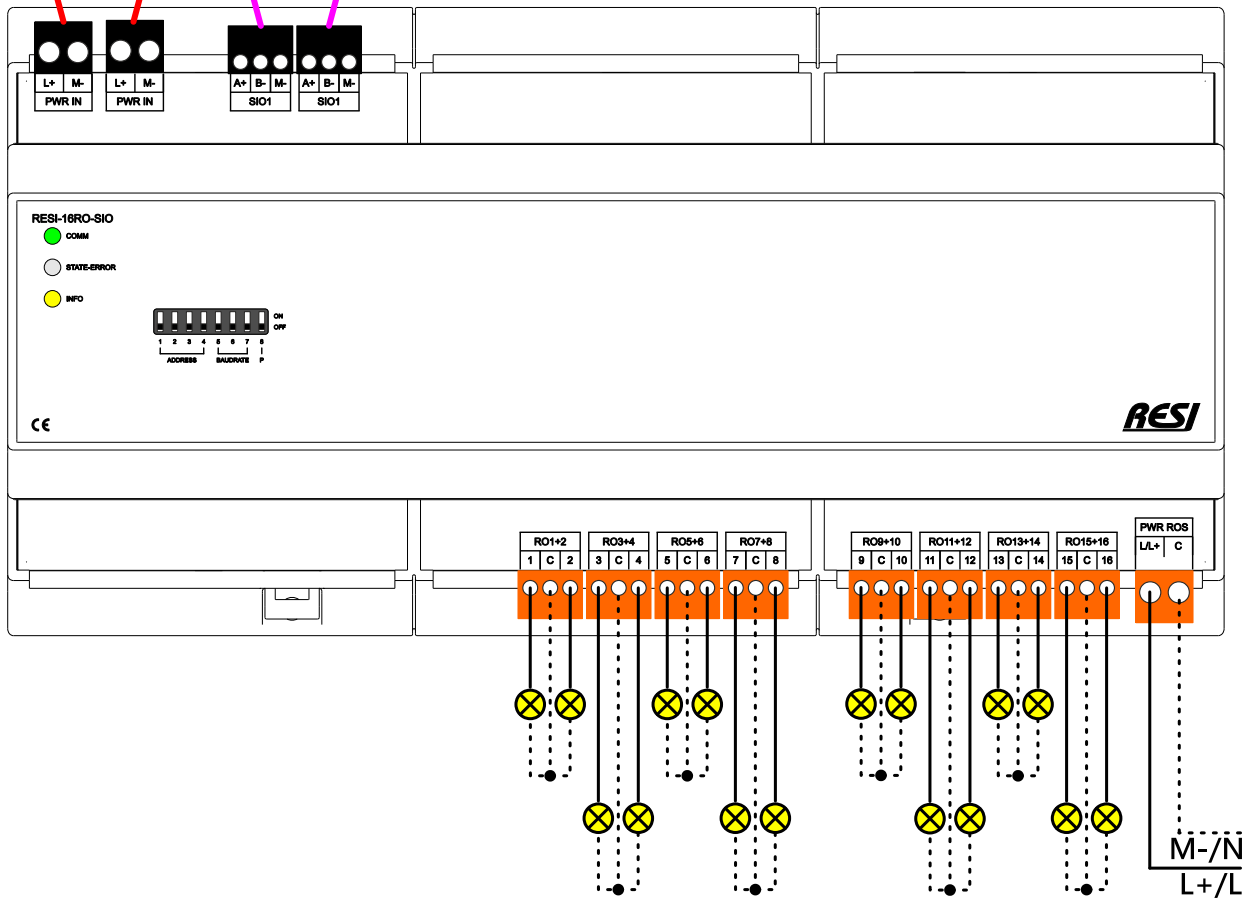 L+ M- L+ M- A+ B- M- A+ B- M-
PWR IN PWR IN SIO1 SIO1
RESI-16RO-SIO
COMM
STATE-ERROR
INFO
ON
OFF
1 2 3 4 5 6 7 8
ADDRESS BAUDRATE P
CE
RESI
PWR ROS
RO1+2 RO3+4 RO5+6 RO7+8 RO9+10 RO11+12 RO13+14 RO15+16
L/L+ C
1 C 2 3 C 4 5 C 6 7 C 8 9 C 10 11 C 12 13 C 14 15 C 16
M-/N
L+/L